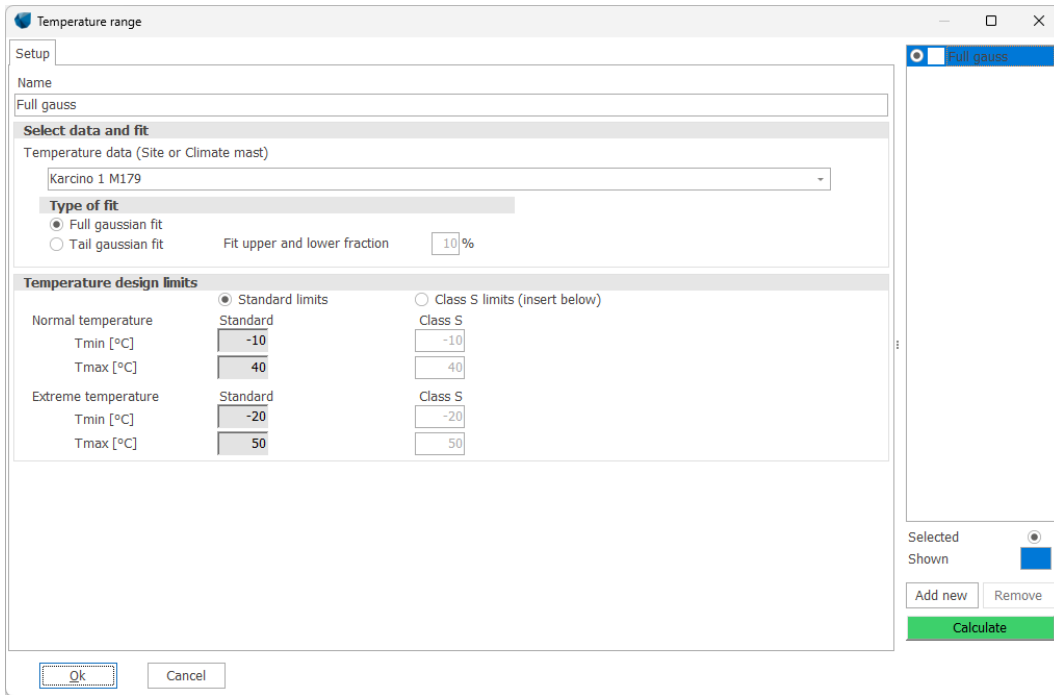 Temperature range
Setup
Full gauss
Name
Full gauss
Select data and fit
Temperature data (Site or Climate mast)
Karcino 1 M179
Type of fit
Full gaussian fit
Tail gaussian fit Fit upper and lower fraction 10 %
Temperature design limits
Standard limits Class S limits (insert below)
Normal temperature Standard Class S
Tmin [°C] -10 -10
Tmax [°C] 40 40
Extreme temperature Standard Class S
Tmin [°C] -20 -20
Tmax [°C] 50 50
Selected
Shown
Add new Remove
Calculate
Ok Cancel